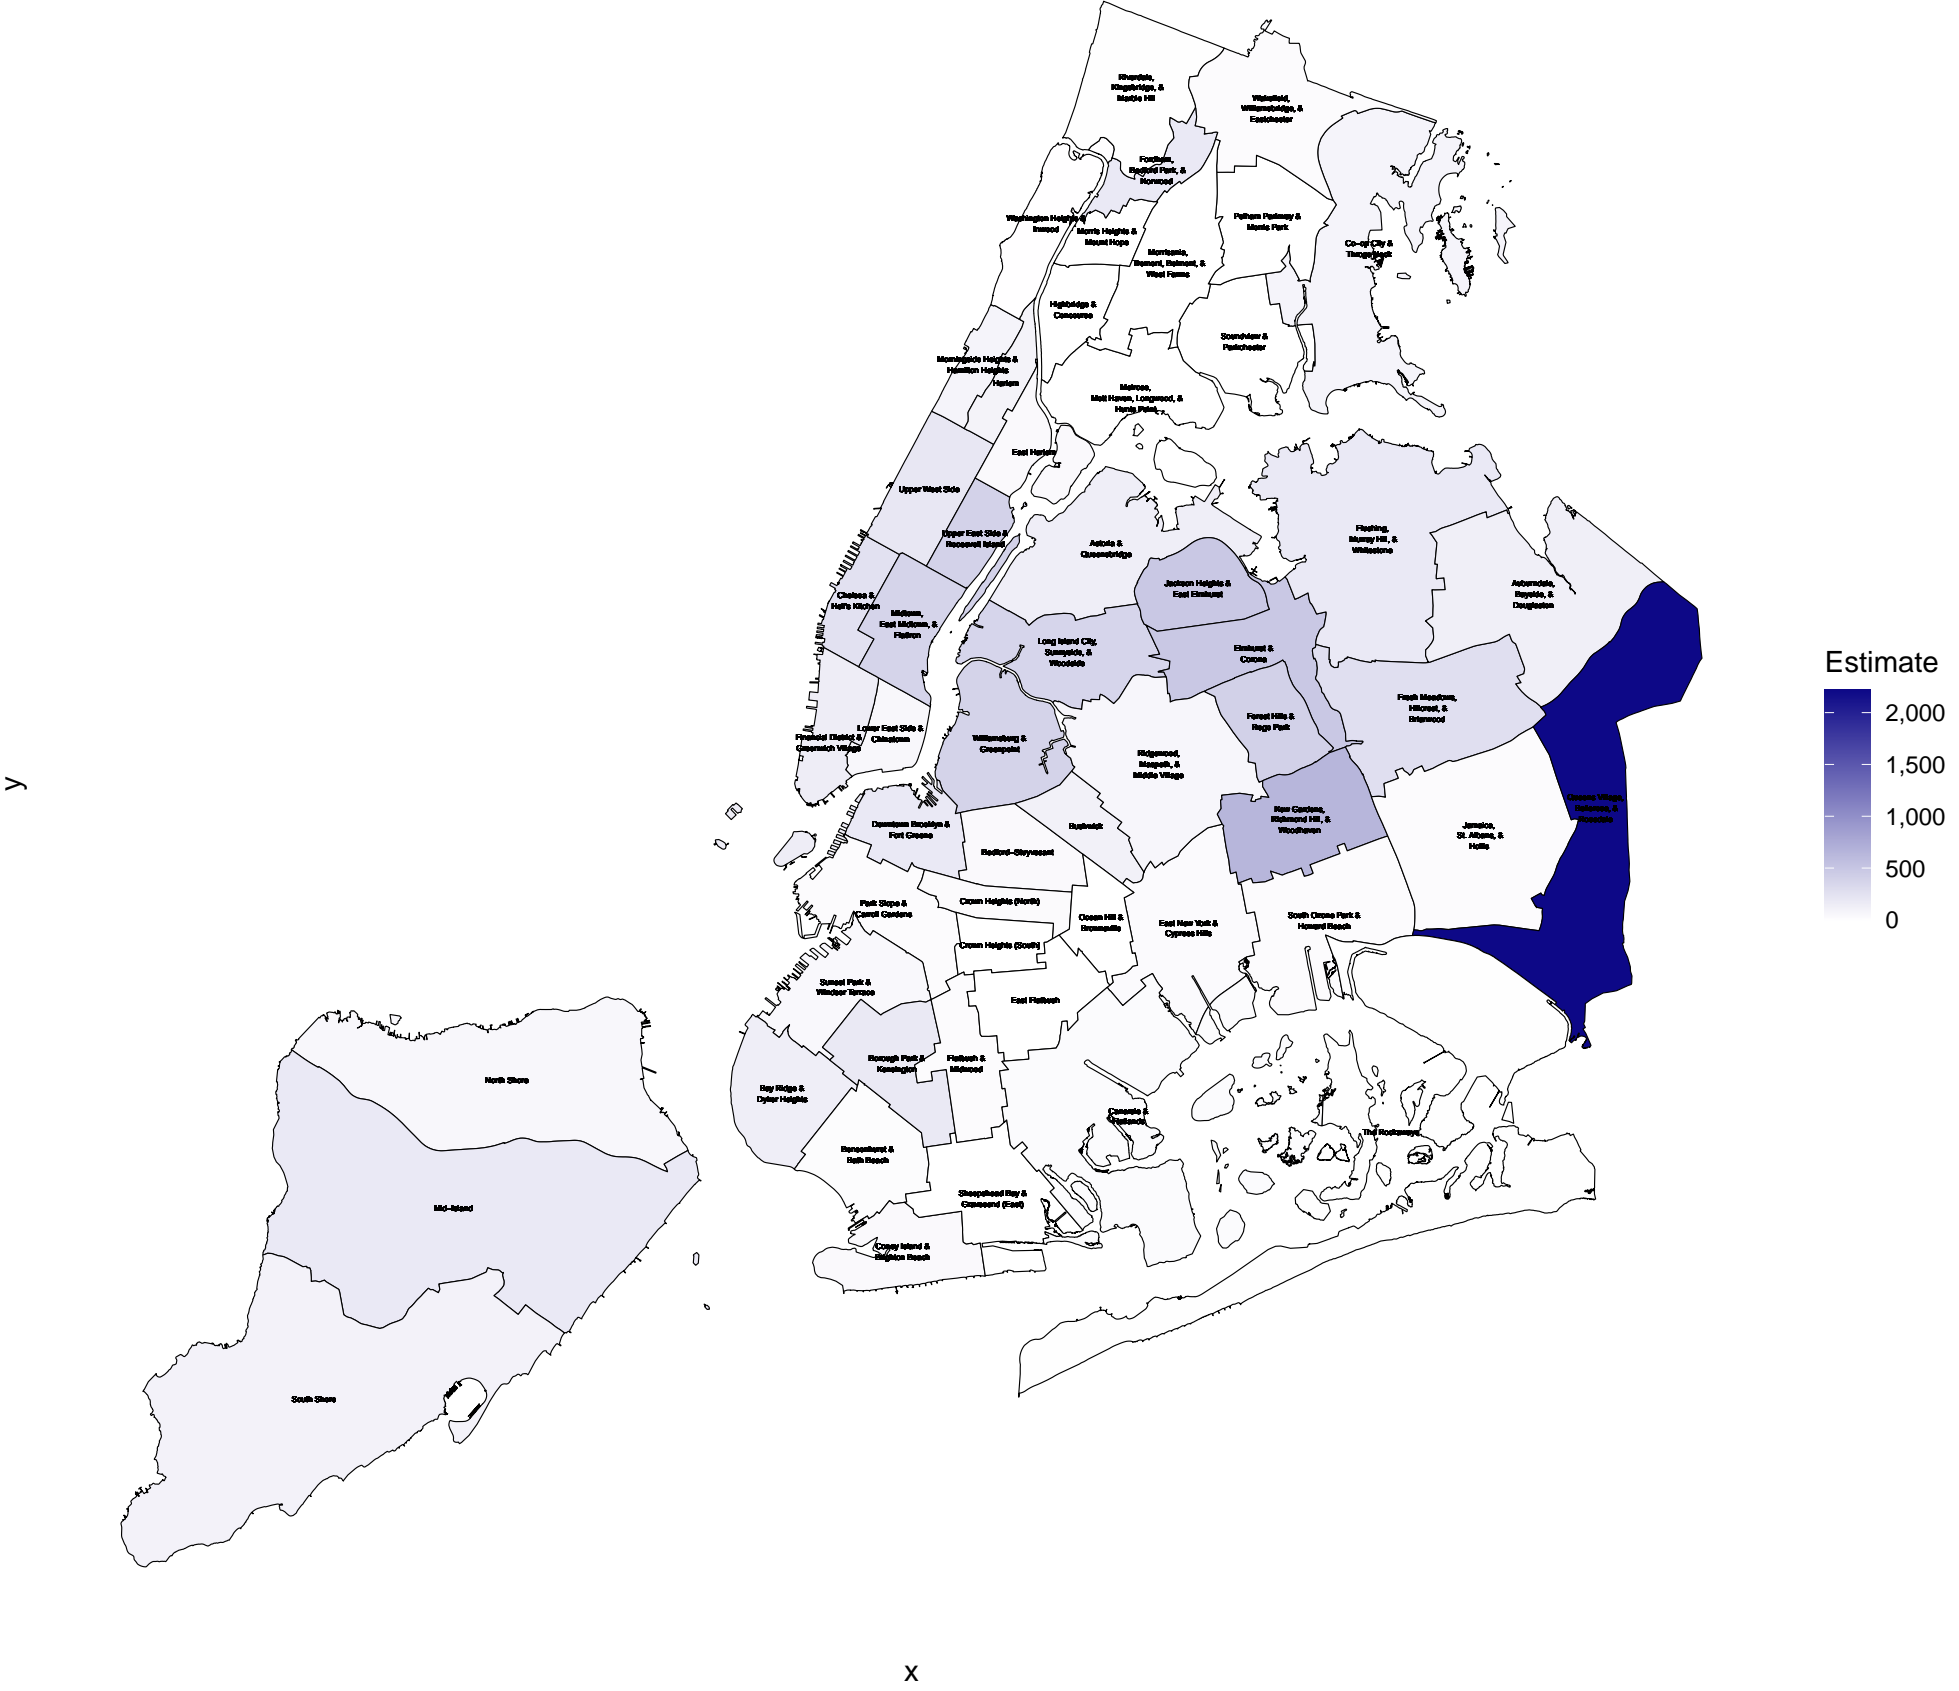 Riverdale,
Kingsbridge, &
Marble Hill
Wakefield,
Williamsbridge, &
Eastchester
Fordham,
Bedford Park, &
Norwood
Washington Heights &
Inwood
Morris Heights &
Mount Hope
Pelham Parkway &
Morris Park
Co−op City &
Throgs Neck
Morrisania,
Tremont, Belmont, &
West Farms
Highbridge &
Concourse
Soundview &
Parkchester
Morningside Heights &
Hamilton Heights
Harlem
Melrose,
Mott Haven, Longwood, &
Hunts Point
East Harlem
Upper West Side
Upper East Side &
Roosevelt Island
Astoria &
Queensbridge
Flushing,
Murray Hill, &
Whitestone
Jackson Heights &
East Elmhurst
Auburndale,
Bayside, &
Douglaston
Chelsea &
Hell's Kitchen
Midtown,
East Midtown, &
Flatiron
Long Island City,
Sunnyside, &
Woodside
Elmhurst &
Corona
Fresh Meadows,
Hillcrest, &
Briarwood
Forest Hills &
Rego Park
Lower East Side &
Chinatown
Financial District &
Greenwich Village
Williamsburg &
Greenpoint
Ridgewood,
Maspeth, &
Middle Village
Queens Village,
Bellerose, &
Rosedale
Kew Gardens,
Richmond Hill, &
Woodhaven
Downtown Brooklyn &
Fort Greene
Bushwick
Jamaica,
St. Albans, &
Hollis
Bedford−Stuyvesant
Park Slope &
Carroll Gardens
Crown Heights (North)
Ocean Hill &
Brownsville
East New York &
Cypress Hills
South Ozone Park &
Howard Beach
Crown Heights (South)
Sunset Park &
Windsor Terrace
East Flatbush
Borough Park &
Kensington
Flatbush &
Midwood
Bay Ridge &
Dyker Heights
North Shore
Canarsie &
Flatlands
The Rockaways
Bensonhurst &
Bath Beach
Sheepshead Bay &
Gravesend (East)
Mid−Island
Coney Island &
Brighton Beach
South Shore
Estimate
2,000
1,500
1,000
500
0
y
x